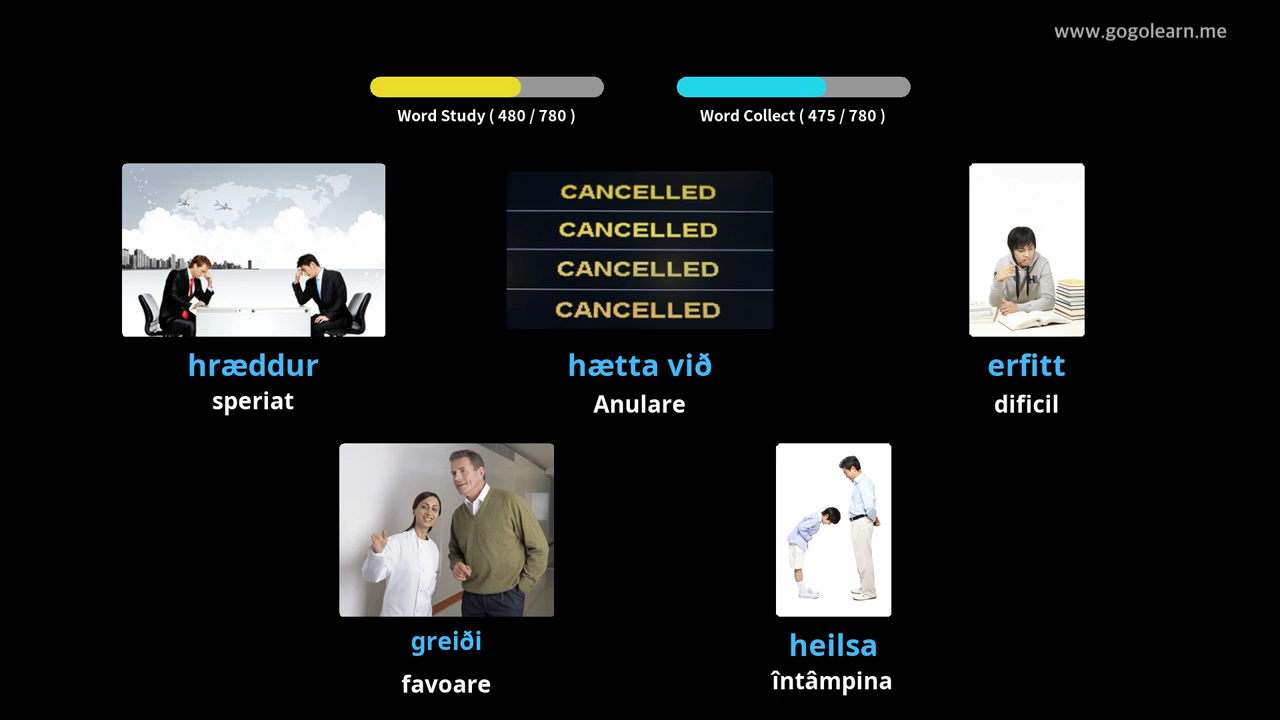 www.gogolearn.me
Word Study ( 480 / 780 )
Word Collect ( 475 / 780 )
CANCELLED
CANCELLED
CANCELLED
CANCELLED
hræddur
speriat
hætta við
Anulare
erfitt
dificil
greiði
favoare
heilsa
întâmpina